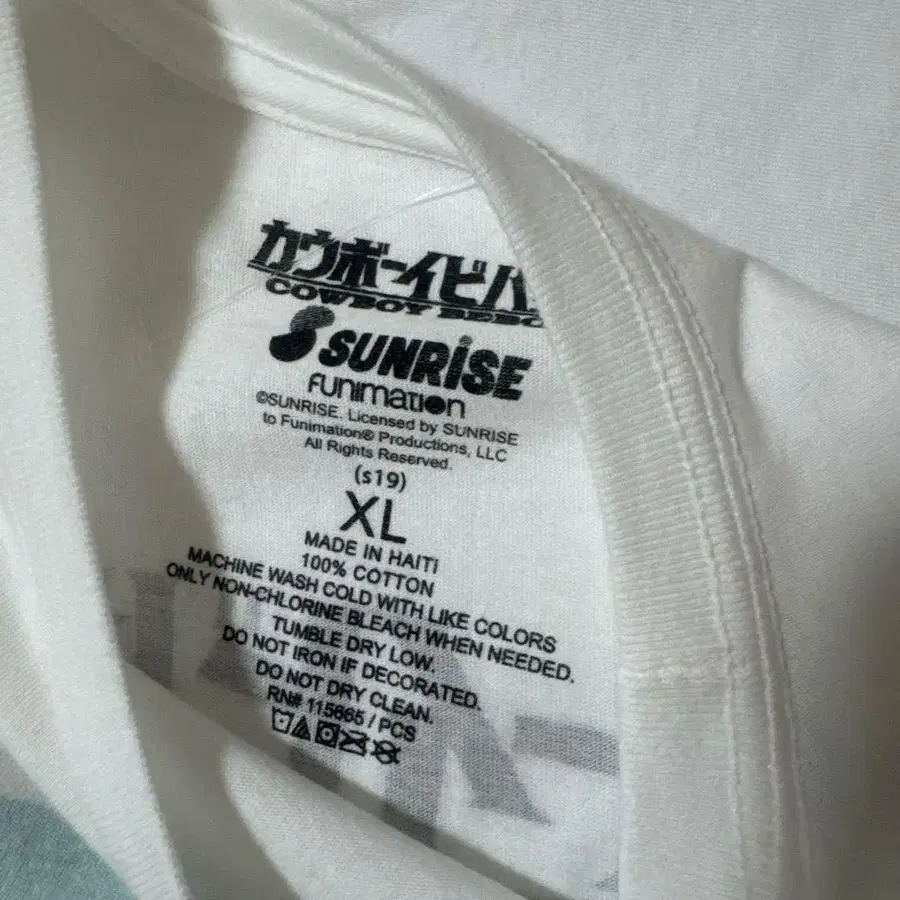 カウボーイビバ
COWBOY BEBO
SUNRISE
FUNIMATION
©SUNRISE. Licensed by SUNRISE
to Funimation® Productions, LLC
All Rights Reserved.
(s19)
XL
MADE IN HAITI
100% COTTON
MACHINE WASH COLD WITH LIKE COLORS
ONLY NON-CHLORINE BLEACH WHEN NEEDED.
TUMBLE DRY LOW.
DO NOT IRON IF DECORATED.
DO NOT DRY CLEAN.
RN# 115665 / PCS